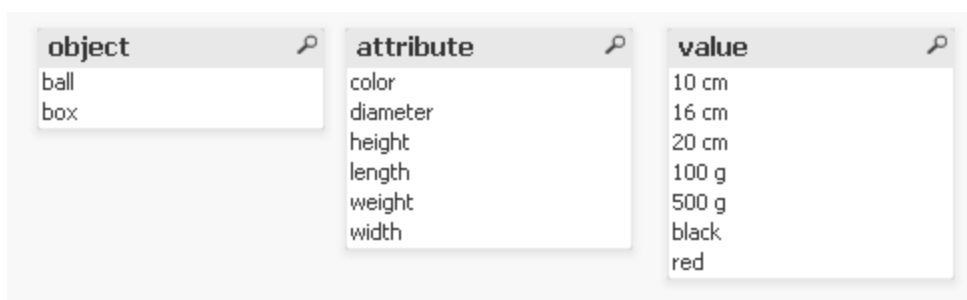 object
ball
box
attribute
color
diameter
height
length
weight
width
value
10 cm
16 cm
20 cm
100 g
500 g
black
red